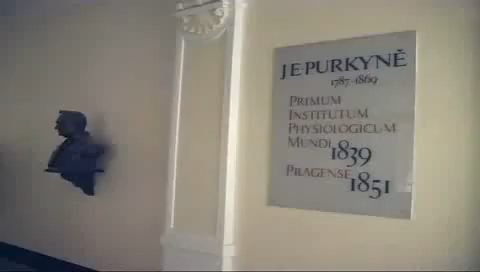 J E PURKYNĚ
1787-1869
PRIMUM
INSTITUTUM
PHYSIOLOGICUM
MUNDI 1839
PRAGENSE 1851